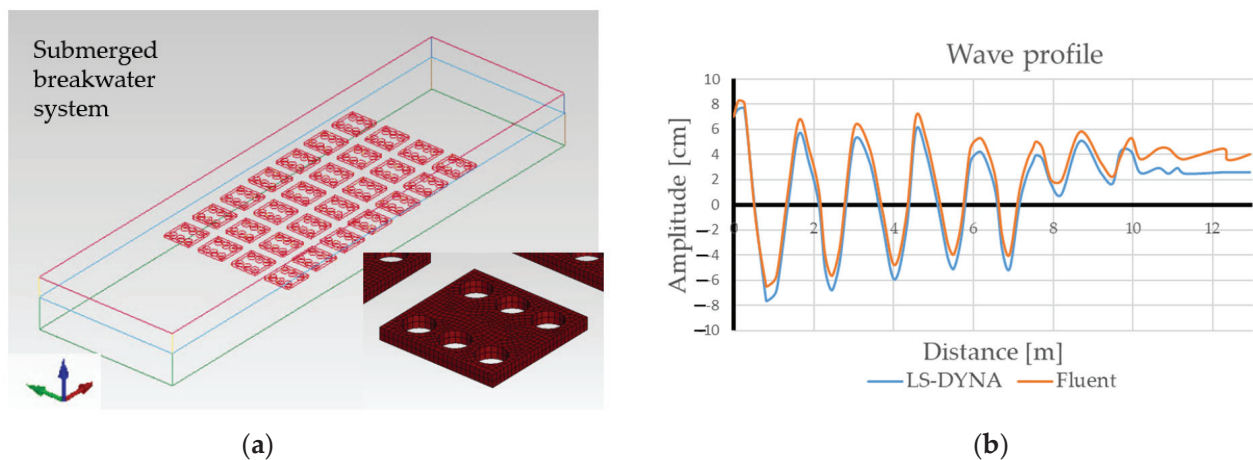 Submerged
breakwater
system
(a)
Wave profile
Amplitude [cm]
10
8
6
4
2
0
−2
−4
−6
−8
−10
0 2 4 6 8 10 12
Distance [m]
LS-DYNA Fluent
(b)